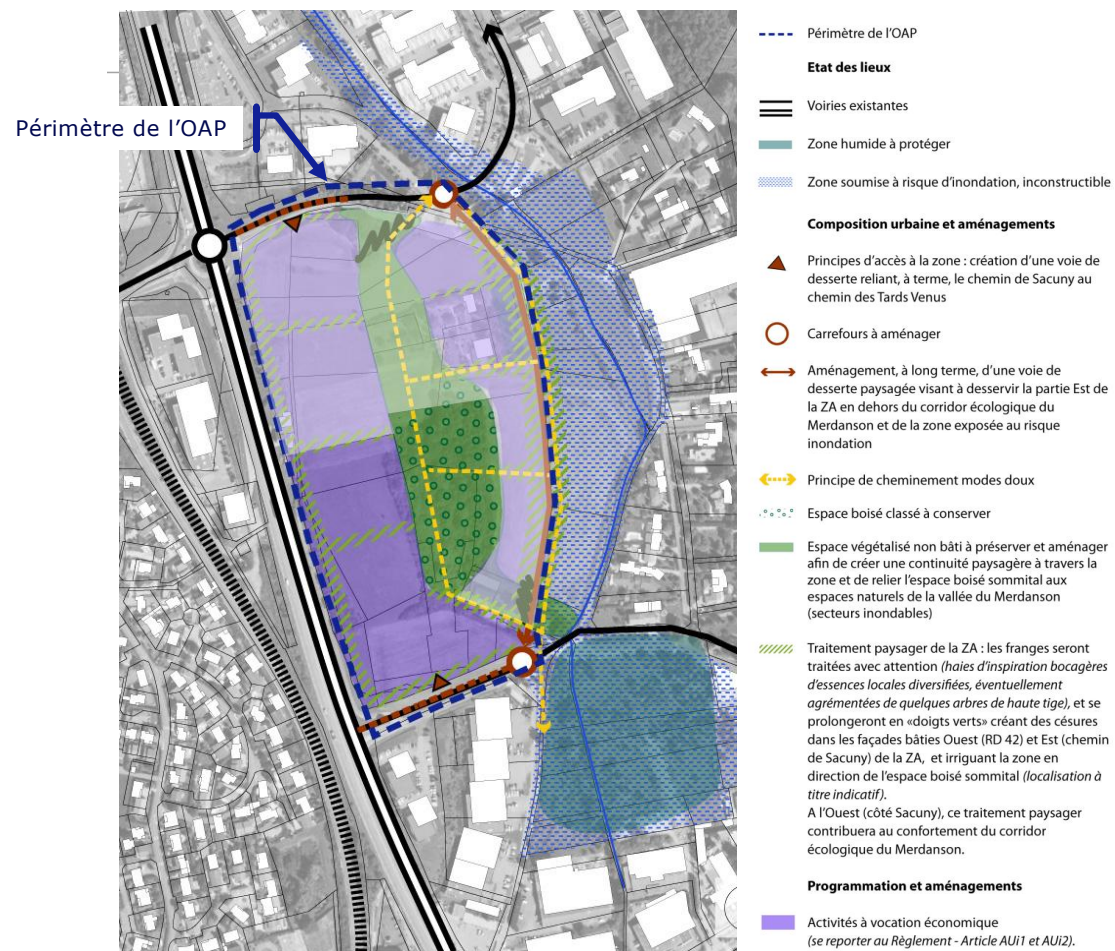 Périmètre de l’OAP
Périmètre de l’OAP
Etat des lieux
Voiries existantes
Zone humide à protéger
Zone soumise à risque d’inondation, inconstructible
Composition urbaine et aménagements
Principes d’accès à la zone : création d’une voie de
desserte reliant, à terme, le chemin de Sacuny au
chemin des Tards Venus
Carrefours à aménager
Aménagement, à long terme, d’une voie de
desserte paysagée visant à desservir la partie Est de
la ZA en dehors du corridor écologique du
Merdanson et de la zone exposée au risque
inondation
Principe de cheminement modes doux
Espace boisé classé à conserver
Espace végétalisé non bâti à préserver et aménager
afin de créer une continuité paysagère à travers la
zone et de relier l’espace boisé sommital aux
espaces naturels de la vallée du Merdanson
(secteurs inondables)
Traitement paysager de la ZA : les franges seront
traitées avec attention (haies d’inspiration bocagères
d’essences locales diversifiées, éventuellement
agrémentées de quelques arbres de haute tige), et se
prolongeront en «doigts verts» créant des césures
dans les façades bâties Ouest (RD 42) et Est (chemin
de Sacuny) de la ZA, et irriguant la zone en
direction de l’espace boisé sommital (localisation à
titre indicatif).
A l’Ouest (côté Sacuny), ce traitement paysager
contribuera au confortement du corridor
écologique du Merdanson.
Programmation et aménagements
Activités à vocation économique
(se reporter au Règlement - Article AUi1 et AUi2).